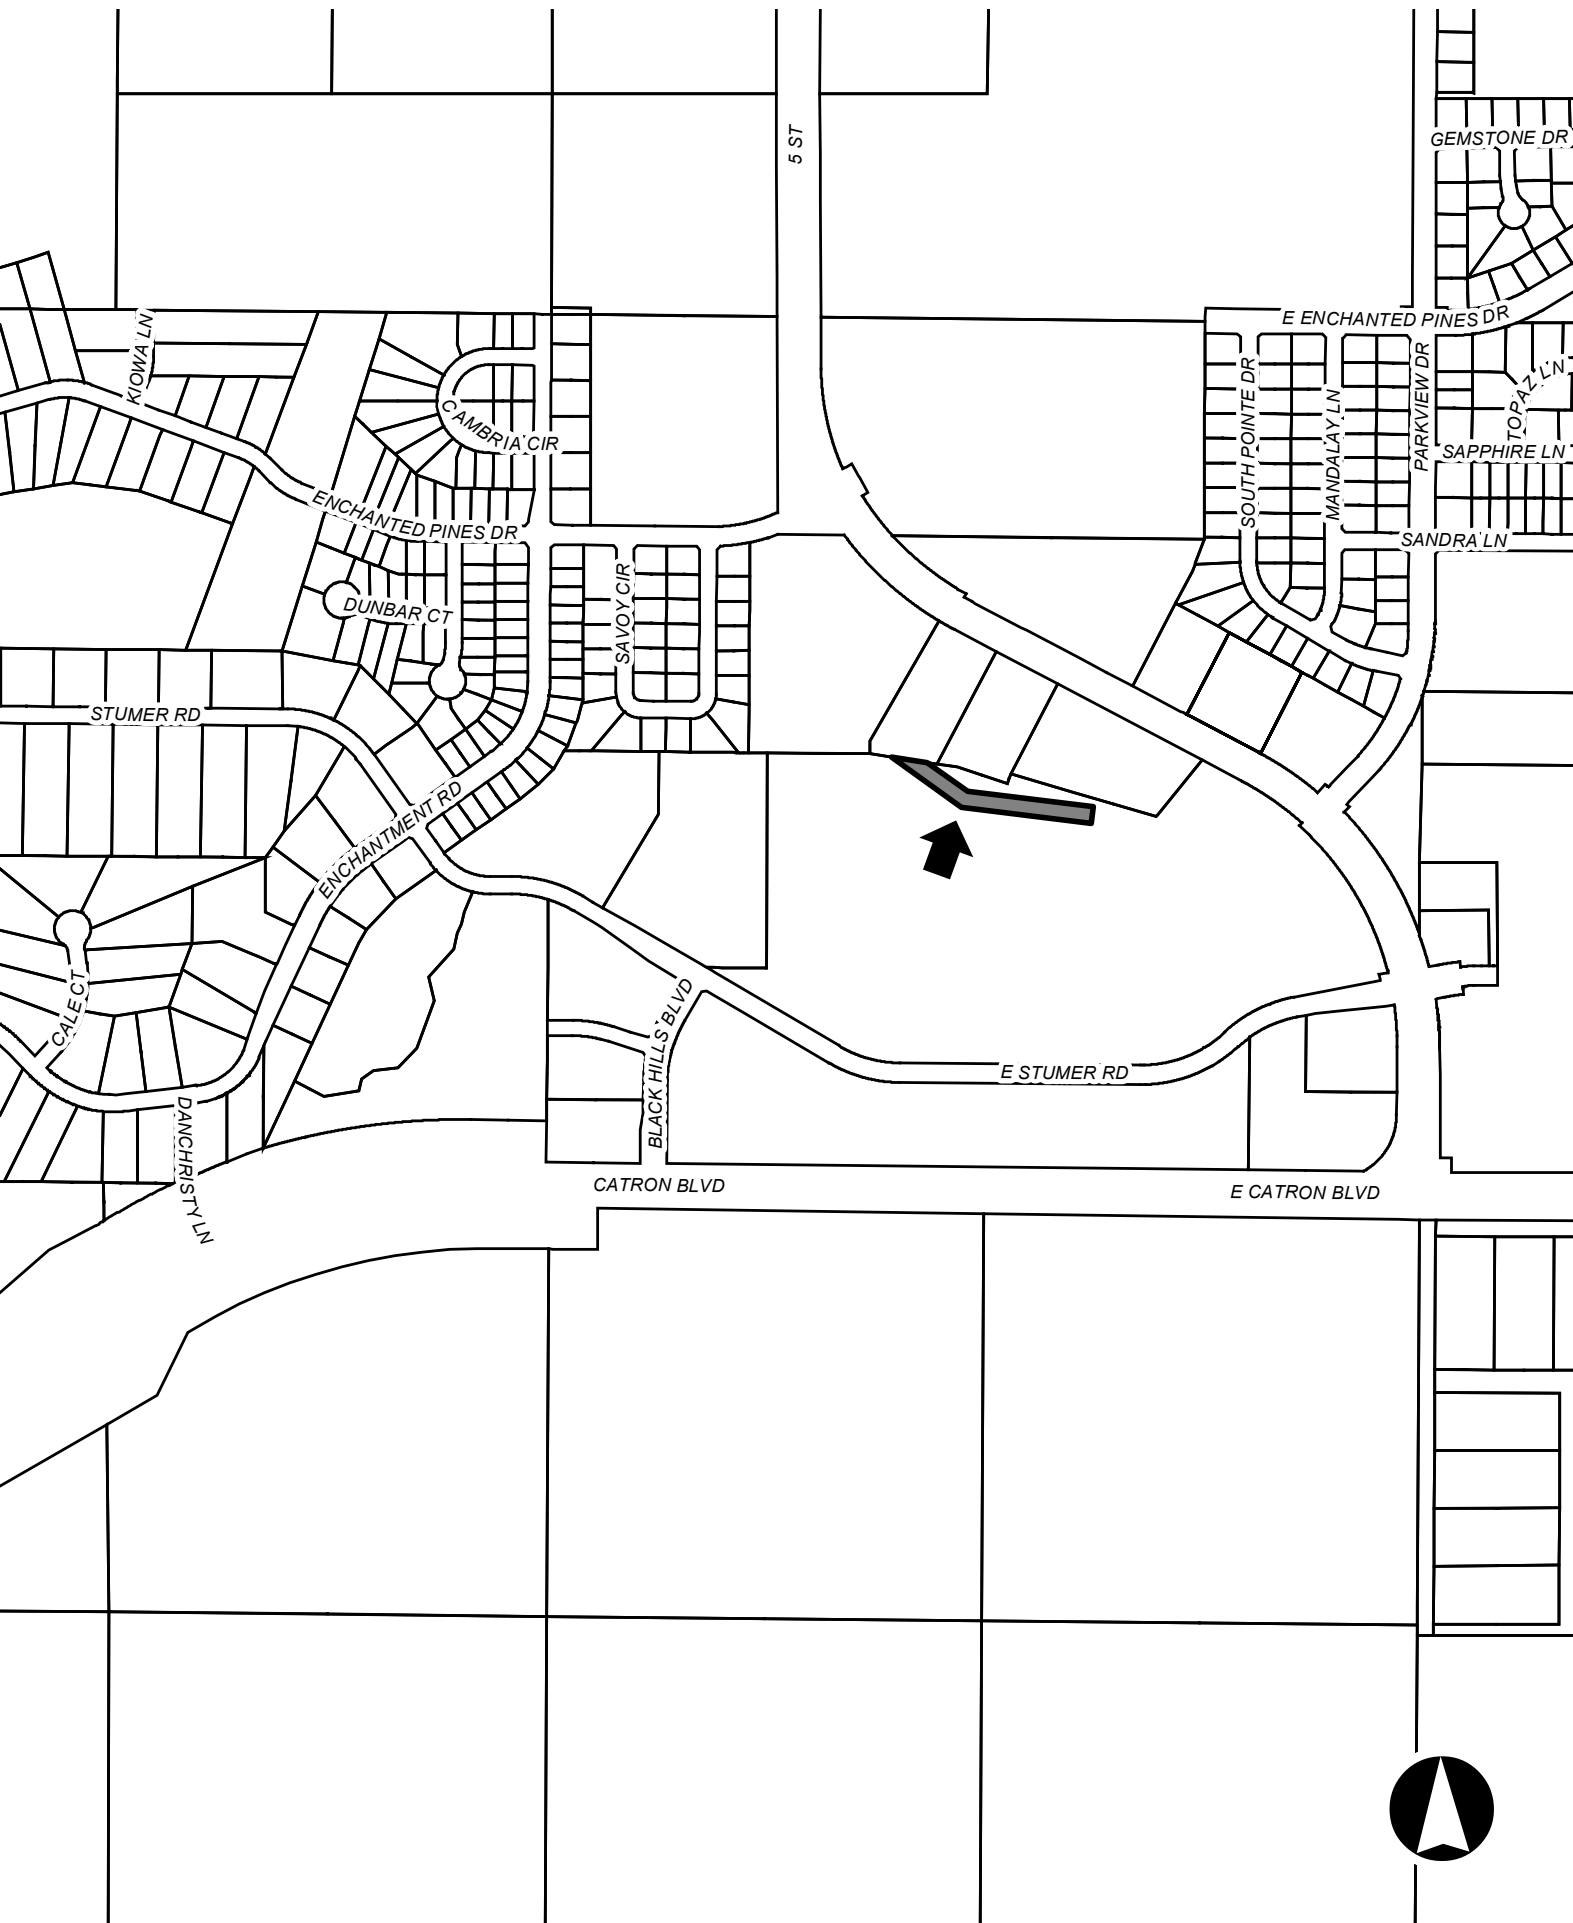 5 ST
GEMSTONE DR
KIOWA LN
E ENCHANTED PINES DR
SOUTH POINTE DR
MANDALAY LN
PARKVIEW DR
TOPAZ LN
CAMBRIA CIR
SAPPHIRE LN
ENCHANTED PINES DR
SANDRA LN
DUNBAR CT
SAVOY CIR
STUMER RD
ENCHANTMENT RD
CALE CT
BLACK HILLS BLVD
E STUMER RD
DANCHRISTY LN
CATRON BLVD
E CATRON BLVD